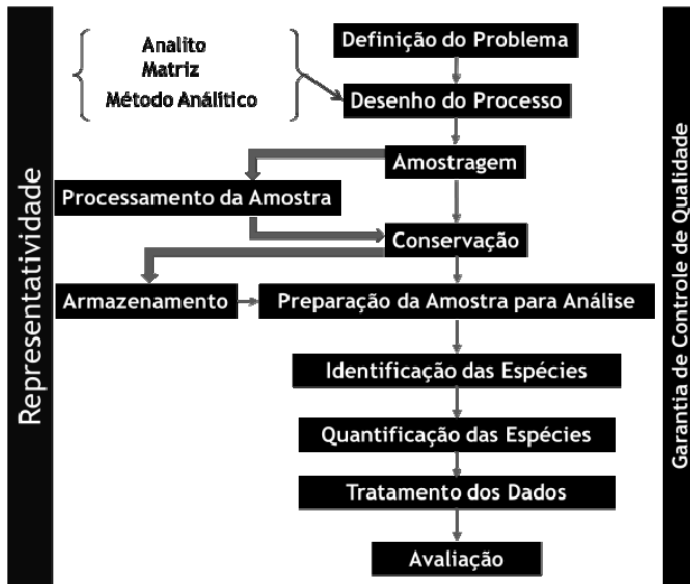 Representatividade
Analito
Matriz
Método Análítico
Definição do Problema
Desenho do Processo
Amostragem
Processamento da Amostra
Conservação
Armazenamento
Preparação da Amostra para Análise
Identificação das Espécies
Quantificação das Espécies
Tratamento dos Dados
Avaliação
Garantia de Controle de Qualidade